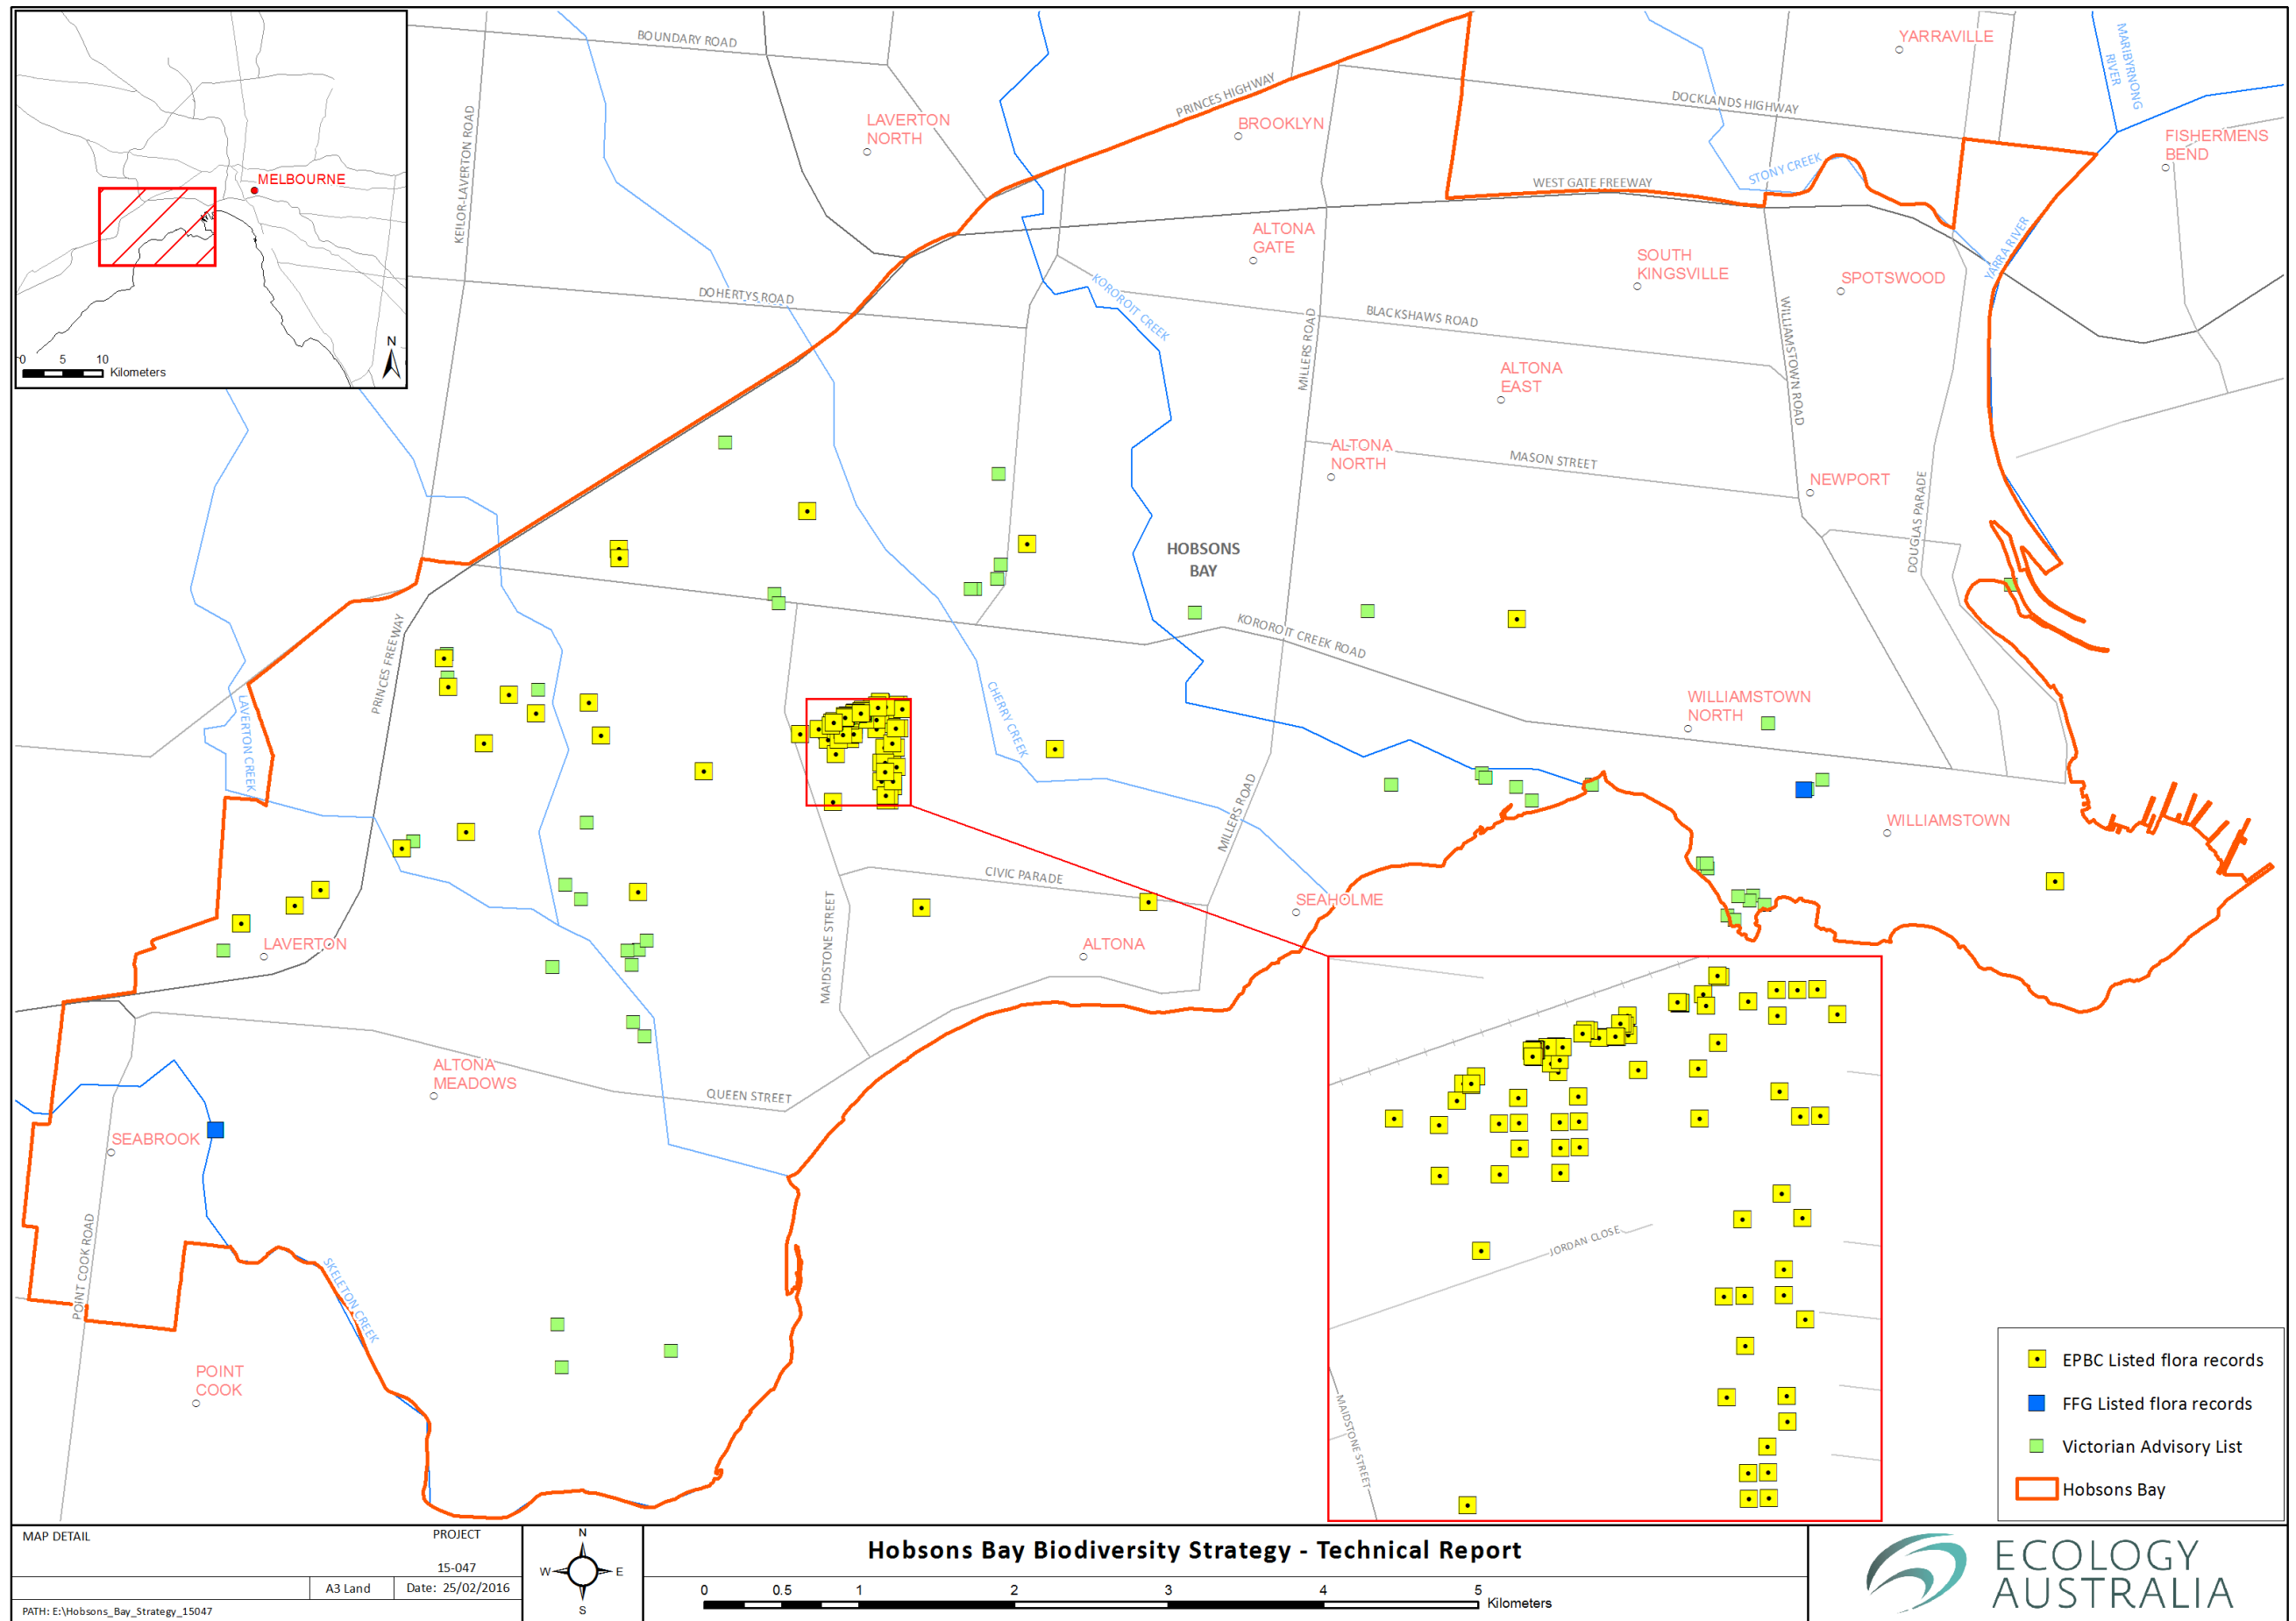 BOUNDARY ROAD
YARRAVILLE
MARIBYRNONG
RIVER
PRINCES HIGHWAY
DOCKLANDS HIGHWAY
LAVERTON
NORTH
BROOKLYN
FISHERMENS
BEND
KEILOR-LAVERTON ROAD
MELBOURNE
STONY CREEK
WEST GATE FREEWAY
ALTONA
GATE
SOUTH
KINGSVILLE
SPOTSWOOD
YARRA RIVER
DOHERTYS ROAD
KOROROIT CREEK
BLACKSHAWS ROAD
MILLERS ROAD
WILLIAMSTOWN ROAD
N
0 5 10
Kilometers
ALTONA
EAST
ALTONA
NORTH
MASON STREET
NEWPORT
DOUGLAS PARADE
HOBSONS
BAY
PRINCES FREEWAY
KOROROIT CREEK ROAD
LAVERTON CREEK
CHERRY CREEK
WILLIAMSTOWN
NORTH
MILLERS ROAD
WILLIAMSTOWN
CIVIC PARADE
SEAHOLME
MAIDSTONE STREET
LAVERTON
ALTONA
ALTONA
MEADOWS
QUEEN STREET
SEABROOK
POINT COOK ROAD
SKELETON CREEK
JORDAN CLOSE
MAIDSTONE STREET
POINT
COOK
EPBC Listed flora records
FFG Listed flora records
Victorian Advisory List
Hobsons Bay
MAP DETAIL
PROJECT
15-047
A3 Land
Date: 25/02/2016
PATH: E:\Hobsons_Bay_Strategy_15047
N
W E
S
Hobsons Bay Biodiversity Strategy - Technical Report
0 0.5 1 2 3 4 5
Kilometers
ECOLOGY
AUSTRALIA